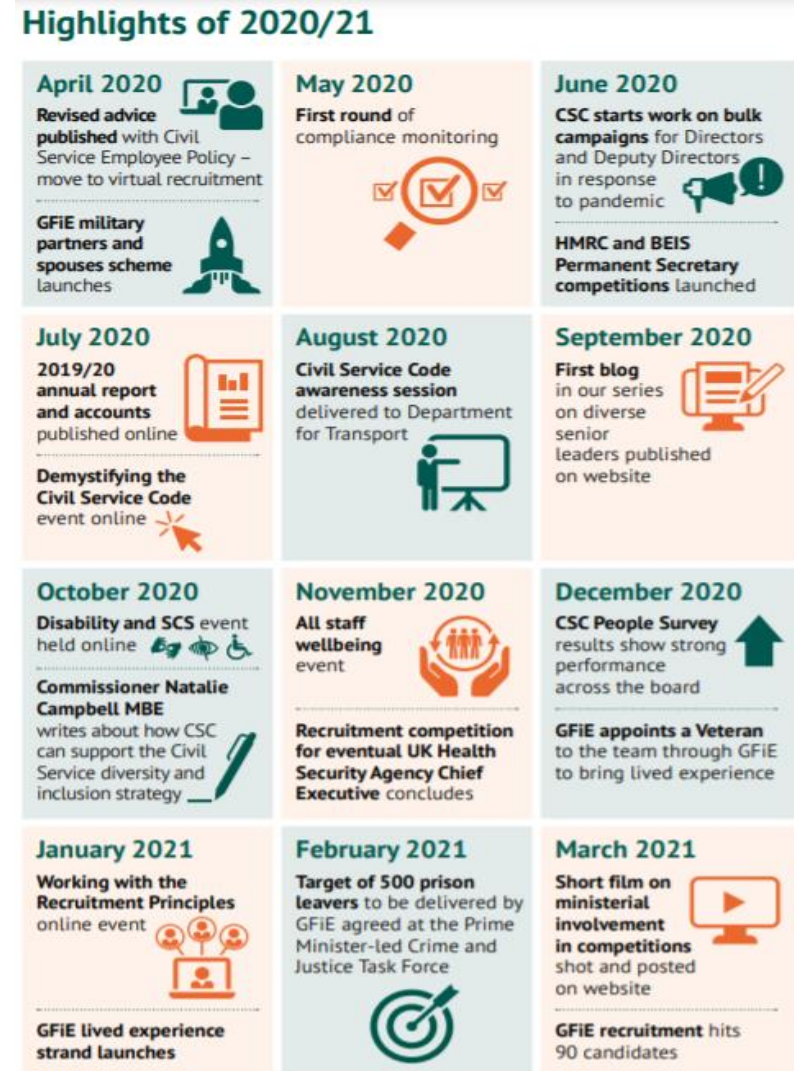 Highlights of 2020/21
April 2020
Revised advice
published with Civil
Service Employee Policy –
move to virtual recruitment
GFiE military
partners and
spouses scheme
launches
May 2020
First round of
compliance monitoring
June 2020
CSC starts work on bulk
campaigns for Directors
and Deputy Directors
in response
to pandemic
HMRC and BEIS
Permanent Secretary
competitions launched
July 2020
2019/20
annual report
and accounts
published online
Demystifying the
Civil Service Code
event online
August 2020
Civil Service Code
awareness session
delivered to Department
for Transport
September 2020
First blog
in our series
on diverse
senior
leaders published
on website
October 2020
Disability and SCS event
held online
Commissioner Natalie
Campbell MBE
writes about how CSC
can support the Civil
Service diversity and
inclusion strategy
November 2020
All staff
wellbeing
event
Recruitment competition
for eventual UK Health
Security Agency Chief
Executive concludes
December 2020
CSC People Survey
results show strong
performance
across the board
GFiE appoints a Veteran
to the team through GFiE
to bring lived experience
January 2021
Working with the
Recruitment Principles
online event
GFiE lived experience
strand launches
February 2021
Target of 500 prison
leavers to be delivered by
GFiE agreed at the Prime
Minister-led Crime and
Justice Task Force
March 2021
Short film on
ministerial
involvement
in competitions
shot and posted
on website
GFiE recruitment hits
90 candidates